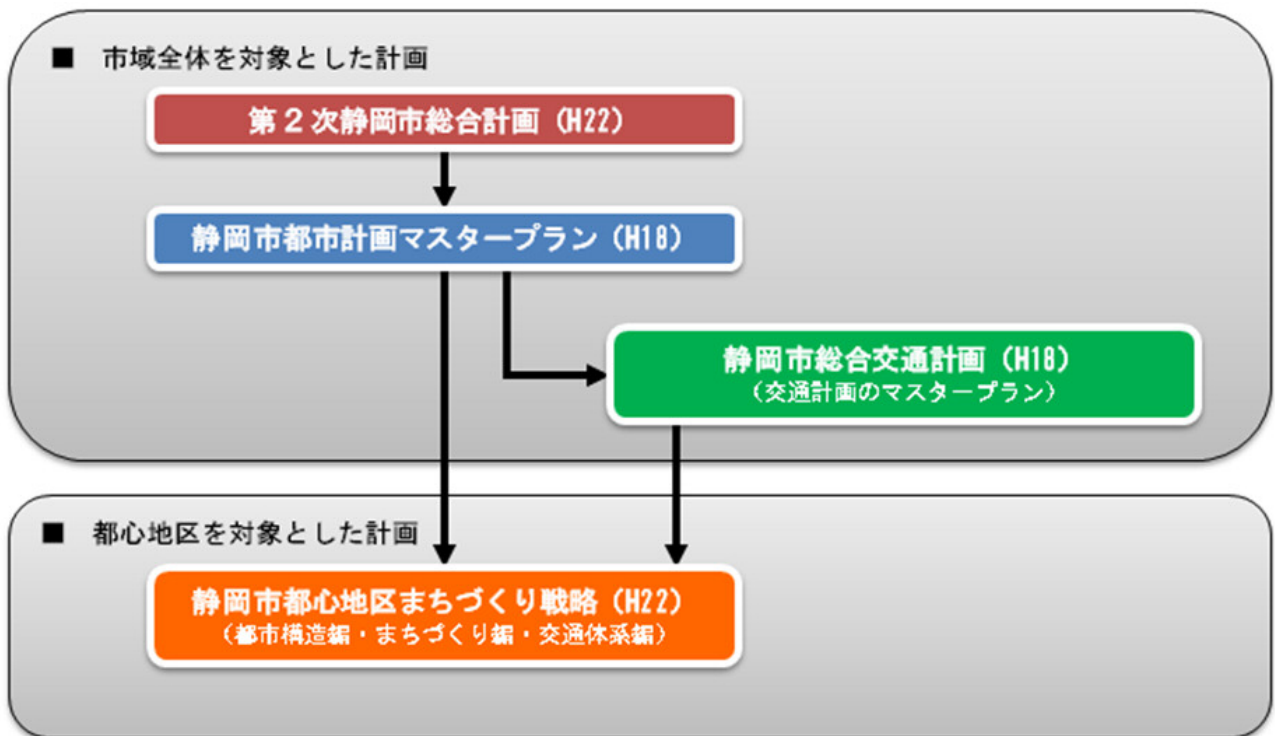 ■ 市域全体を対象とした計画
第２次静岡市総合計画（H22）
静岡市都市計画マスタープラン（H18）
静岡市総合交通計画（H18）
（交通計画のマスタープラン）
■ 都心地区を対象とした計画
静岡市都心地区まちづくり戦略（H22）
（都市構造編・まちづくり編・交通体系編）